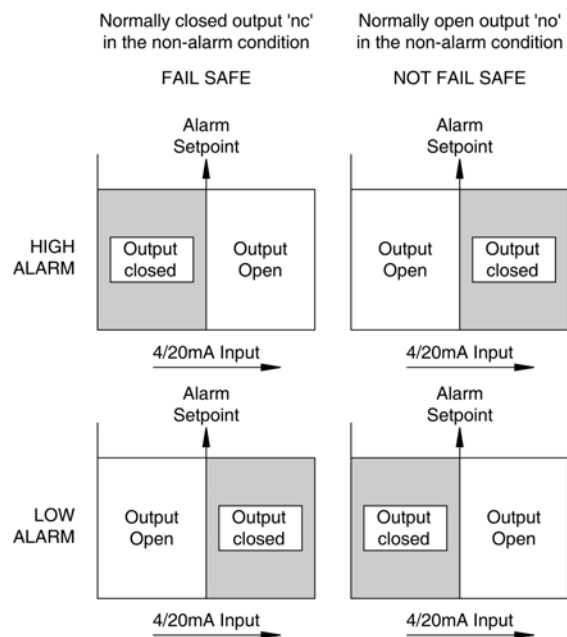 Normally closed output 'nc'
in the non-alarm condition
FAIL SAFE
Normally open output 'no'
in the non-alarm condition
NOT FAIL SAFE
HIGH
ALARM
Alarm
Setpoint
Output
closed
Output
Open
4/20mA Input
Alarm
Setpoint
Output
Open
Output
closed
4/20mA Input
LOW
ALARM
Alarm
Setpoint
Output
Open
Output
closed
4/20mA Input
Alarm
Setpoint
Output
closed
Output
Open
4/20mA Input